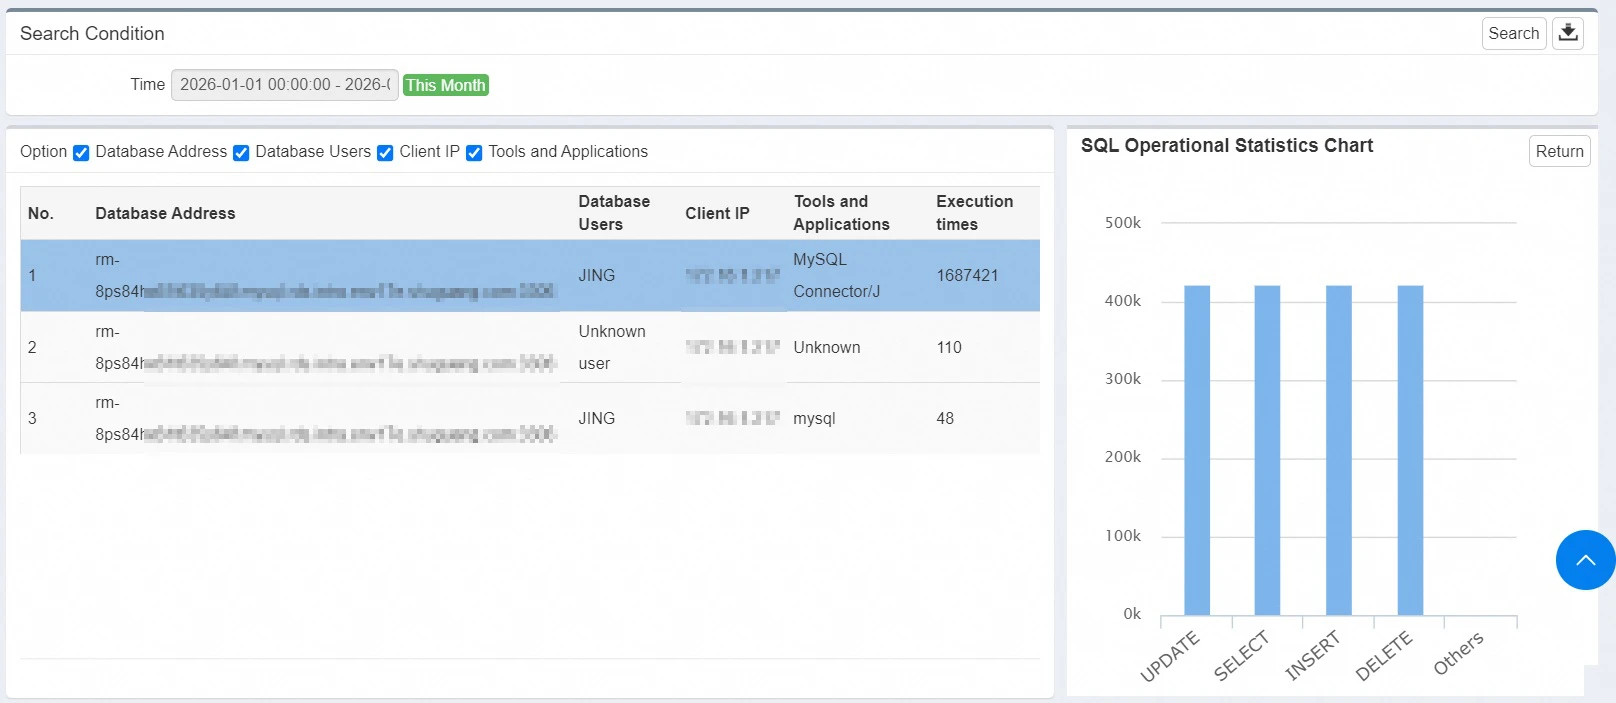 Search Condition
Search
Time 2026-01-01 00:00:00 - 2026-( This Month
Option Database Address Database Users Client IP Tools and Applications
No. Database Address Database Users Client IP Tools and Applications Execution times
1 rm-
8ps84 JING MySQL Connector/J 1687421
2 rm-
8ps84 Unknown user Unknown 110
3 rm-
8ps84 JING mysql 48
SQL Operational Statistics Chart
Return
500k
400k
300k
200k
100k
0k
UPDATE
SELECT
INSERT
DELETE
Others